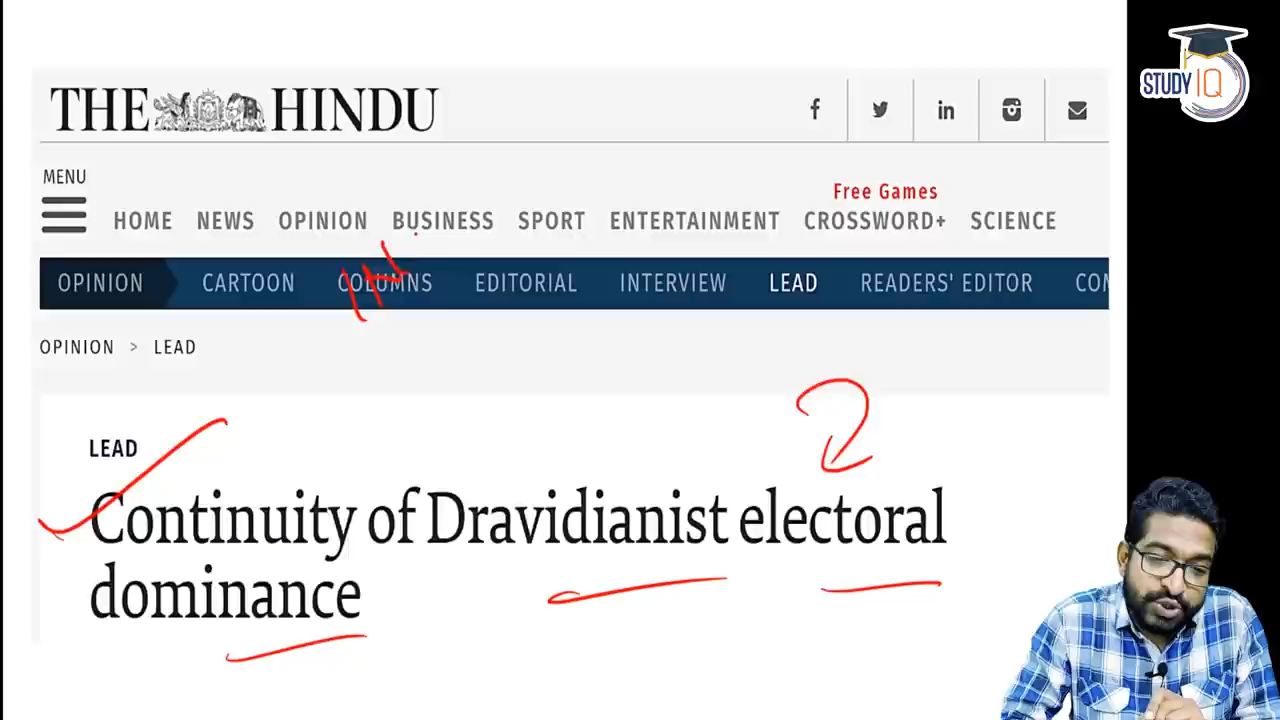 STUDY IQ
THE HINDU
MENU
Free Games
HOME NEWS OPINION BUSINESS SPORT ENTERTAINMENT CROSSWORD+ SCIENCE
OPINION CARTOON COLUMNS EDITORIAL INTERVIEW LEAD READERS' EDITOR COM
OPINION > LEAD
LEAD
Continuity of Dravidianist electoral
dominance